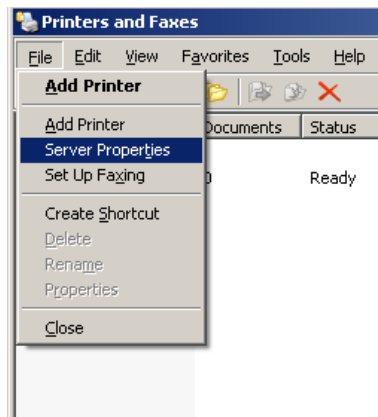 Printers and Faxes
File Edit View Favorites Tools Help
Add Printer
Documents Status
Add Printer
Server Properties
Set Up Faxing
Ready
Create Shortcut
Delete
Rename
Properties
Close